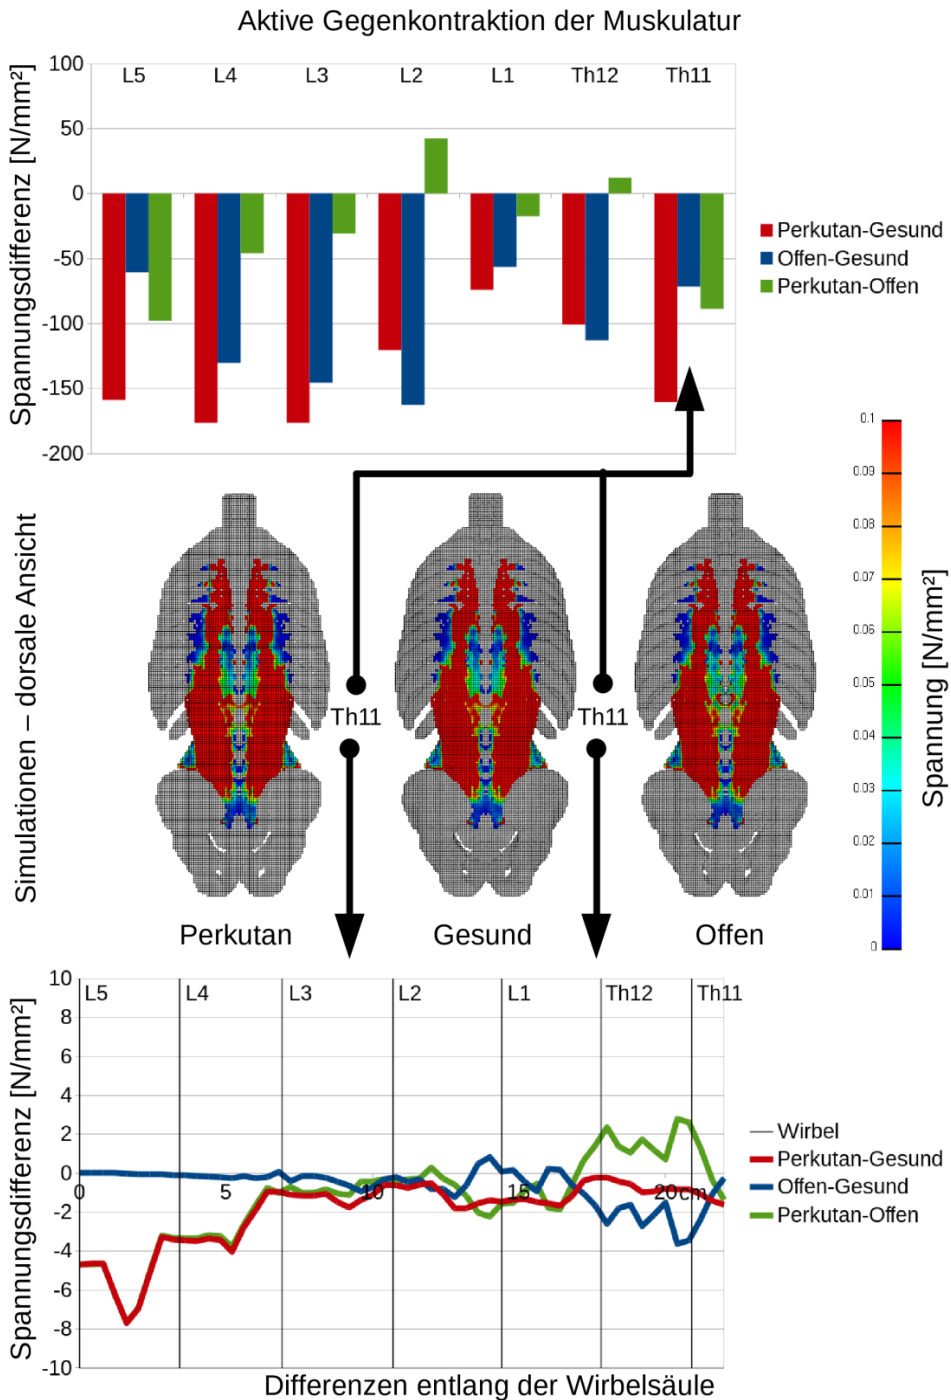 Aktive Gegenkontraktion der Muskulatur
Spannungsdifferenz [N/mm²]
100
50
0
-50
-100
-150
-200
L5 L4 L3 L2 L1 Th12 Th11
Perkutan-Gesund
Offen-Gesund
Perkutan-Offen
Simulationen – dorsale Ansicht
Th11 Th11
Perkutan Gesund Offen
0.1
0.09
0.08
0.07
0.06
0.05
0.04
0.03
0.02
0.01
0
Spannung [N/mm²]
Spannungsdifferenz [N/mm²]
10
8
6
4
2
0
-2
-4
-6
-8
-10
L5 L4 L3 L2 L1 Th12 Th11
0 5 10 15 20cm
Wirbel
Perkutan-Gesund
Offen-Gesund
Perkutan-Offen
Differenzen entlang der Wirbelsäule